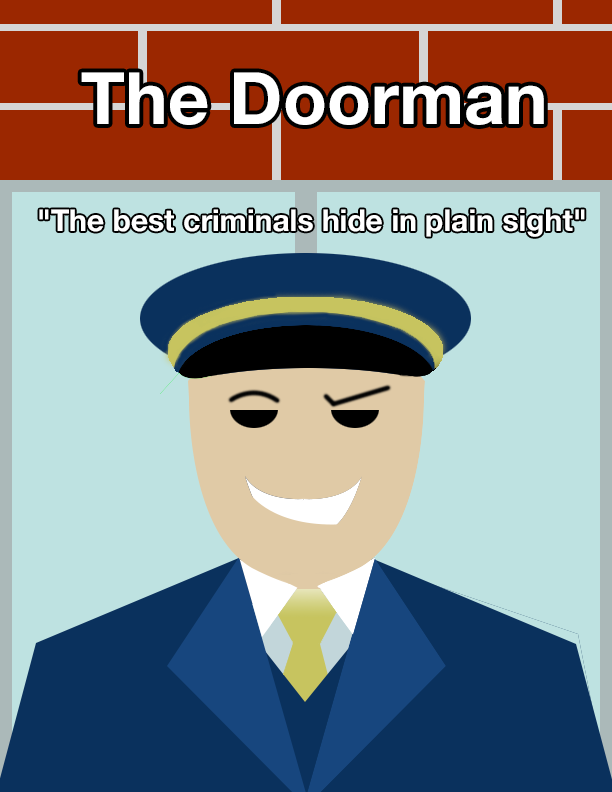 The Doorman
"The best criminals hide in plain sight"